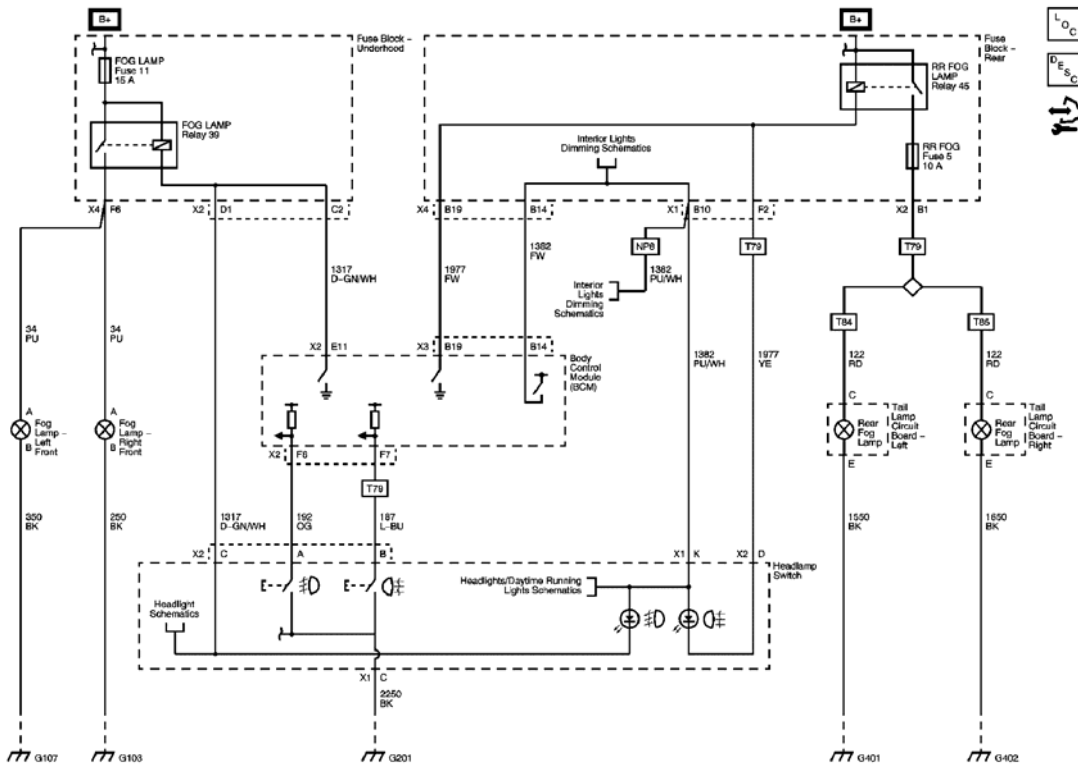 B+
B+
L O C
D E S C
FOG LAMP
Fuse 11
15 A
Fuse Block –
Underhood
Fuse
Block –
Rear
RR FOG
LAMP
Relay 45
FOG LAMP
Relay 39
Interior Lights
Dimming Schematics
RR FOG
Fuse 5
10 A
X4 F6 X2 D1 C2 X4 B19 B14 X1 B10 F2 X2 B1
NP8
T79
T79
1317
D–GN/WH
1977
FW
1382
FW
1382
PU/WH
Interior
Lights
Dimming
Schematics
T84
T85
34
PU
34
PU
X2 E11 X3 B19 B14
Body
Control
Module
(BCM)
1382
PU/WH
1977
YE
122
RD
122
RD
A
Fog
Lamp –
Left
Front
B
A
Fog
Lamp –
Right
Front
B
C
Rear
Fog
Lamp
E
Tail
Lamp
Circuit
Board –
Left
C
Rear
Fog
Lamp
E
Tail
Lamp
Circuit
Board –
Right
X2 F6 F7
T79
350
BK
250
BK
1317
D–GN/WH
192
OG
187
L–BU
1550
BK
1650
BK
X2 C A B X1 K X2 D
Headlamp
Switch
Headlights/Daytime Running
Lights Schematics
Headlight
Schematics
X1 C
2250
BK
G107 G103 G201 G401 G402